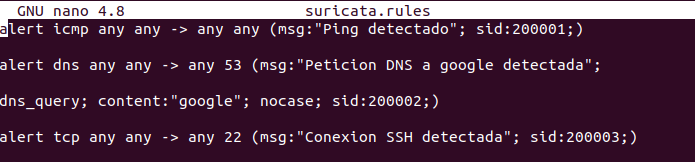 GNU nano 4.8 suricata.rules
alert icmp any any -> any any (msg:"Ping detectado"; sid:200001;)
alert dns any any -> any 53 (msg:"Peticion DNS a google detectada";
dns_query; content:"google"; nocase; sid:200002;)
alert tcp any any -> any 22 (msg:"Conexion SSH detectada"; sid:200003;)